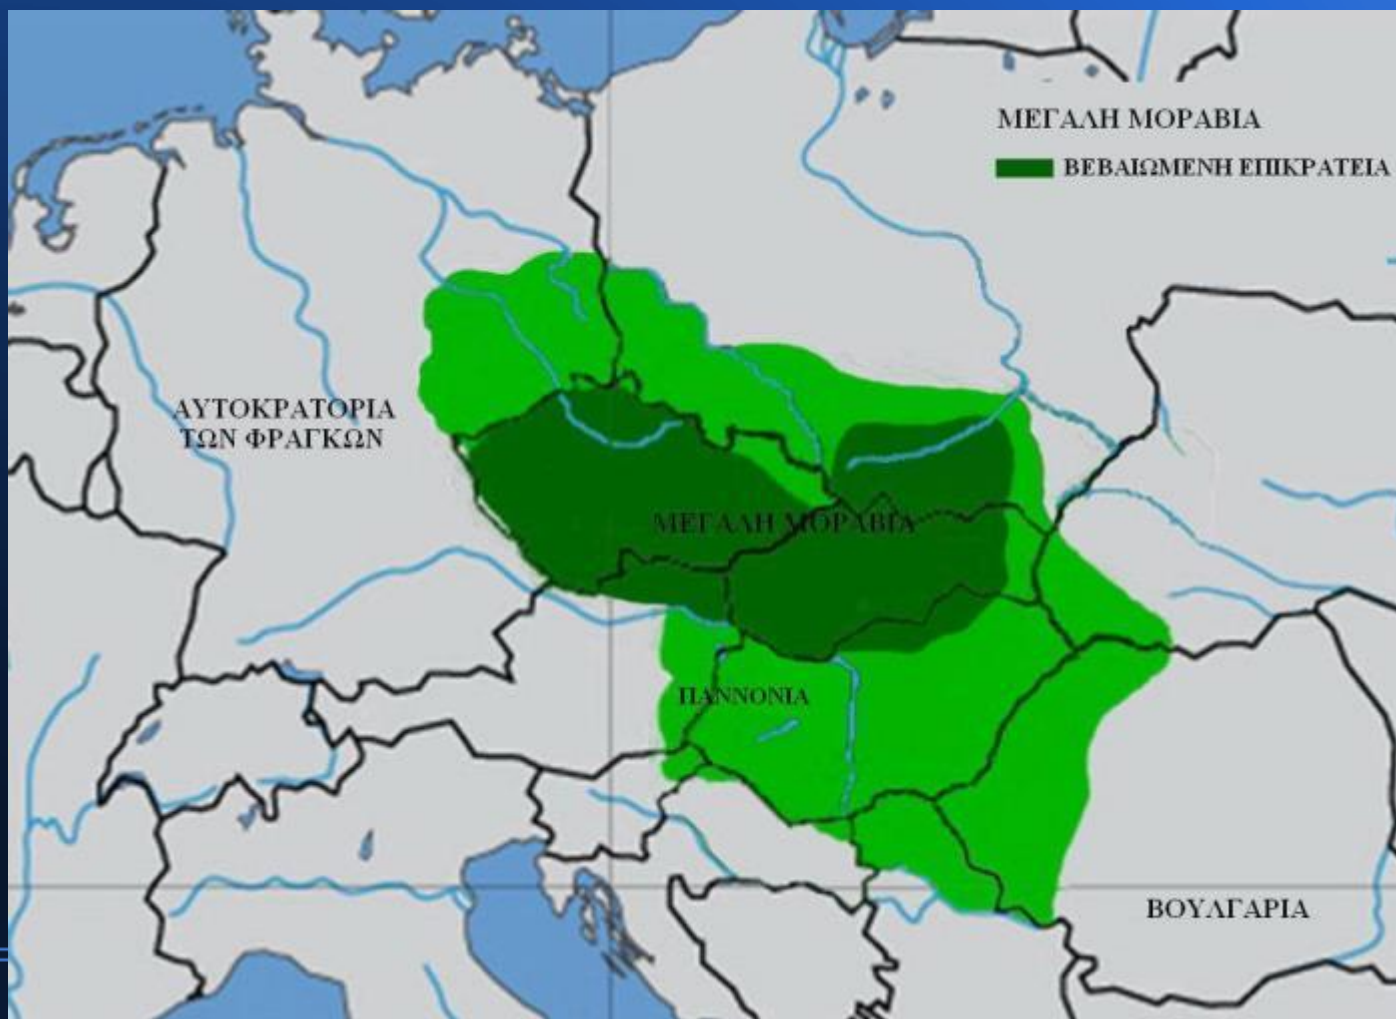 ΜΕΓΑΛΗ ΜΟΡΑΒΙΑ
ΒΕΒΑΙΩΜΕΝΗ ΕΠΙΚΡΑΤΕΙΑ
ΑΥΤΟΚΡΑΤΟΡΙΑ
ΤΩΝ ΦΡΑΓΚΩΝ
ΜΕΓΑΛΗ ΜΟΡΑΒΙΑ
ΠΑΝΝΟΝΙΑ
ΒΟΥΛΓΑΡΙΑ